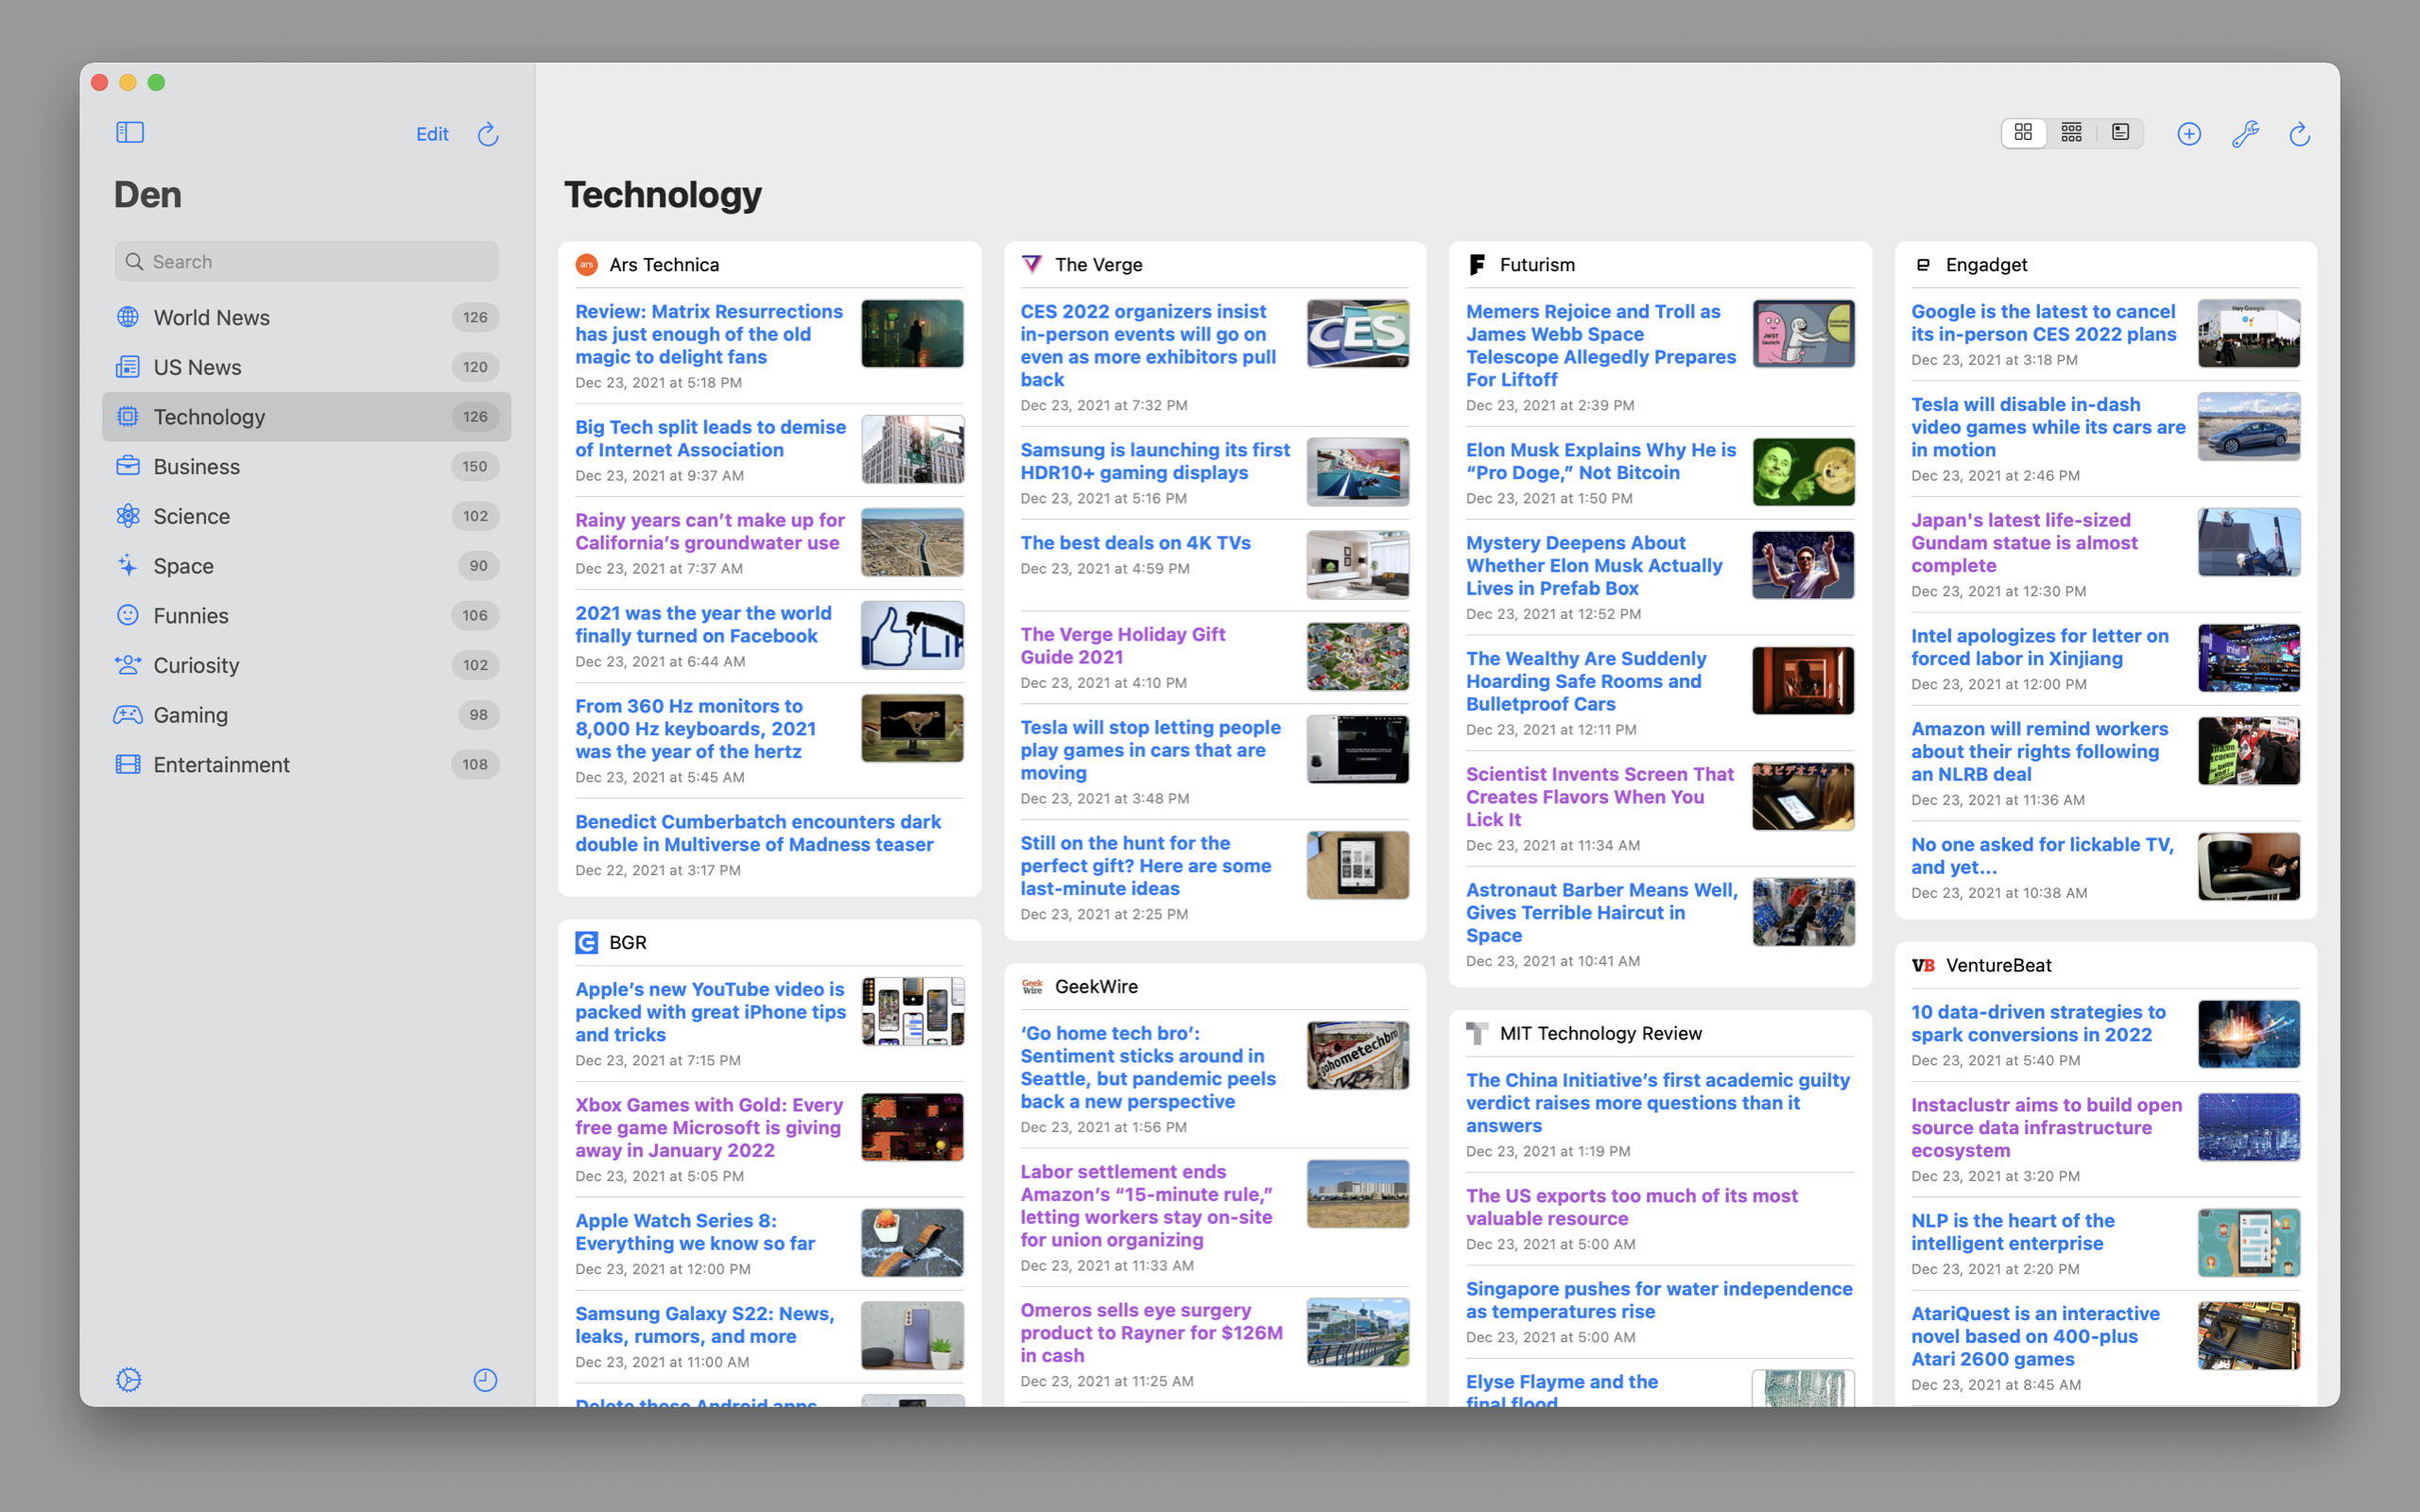 Edit
Den
Search
World News 126
US News 120
Technology 126
Business 150
Science 102
Space 90
Funnies 106
Curiosity 102
Gaming 98
Entertainment 108
Technology
ars Ars Technica
Review: Matrix Resurrections
has just enough of the old
magic to delight fans
Dec 23, 2021 at 5:18 PM
Big Tech split leads to demise
of Internet Association
Dec 23, 2021 at 9:37 AM
Rainy years can’t make up for
California’s groundwater use
Dec 23, 2021 at 7:37 AM
2021 was the year the world
finally turned on Facebook
Dec 23, 2021 at 6:44 AM
From 360 Hz monitors to
8,000 Hz keyboards, 2021
was the year of the hertz
Dec 23, 2021 at 5:45 AM
Benedict Cumberbatch encounters dark
double in Multiverse of Madness teaser
Dec 22, 2021 at 3:17 PM
BGR
Apple’s new YouTube video is
packed with great iPhone tips
and tricks
Dec 23, 2021 at 7:15 PM
Xbox Games with Gold: Every
free game Microsoft is giving
away in January 2022
Dec 23, 2021 at 5:05 PM
Apple Watch Series 8:
Everything we know so far
Dec 23, 2021 at 12:00 PM
Samsung Galaxy S22: News,
leaks, rumors, and more
Dec 23, 2021 at 11:00 AM
Delete these Android apps
The Verge
CES 2022 organizers insist
in-person events will go on
even as more exhibitors pull
back
Dec 23, 2021 at 7:32 PM
CES
Samsung is launching its first
HDR10+ gaming displays
Dec 23, 2021 at 5:16 PM
The best deals on 4K TVs
Dec 23, 2021 at 4:59 PM
The Verge Holiday Gift
Guide 2021
Dec 23, 2021 at 4:10 PM
Tesla will stop letting people
play games in cars that are
moving
Dec 23, 2021 at 3:48 PM
Still on the hunt for the
perfect gift? Here are some
last-minute ideas
Dec 23, 2021 at 2:25 PM
Geek
Wire
GeekWire
‘Go home tech bro’:
Sentiment sticks around in
Seattle, but pandemic peels
back a new perspective
Dec 23, 2021 at 1:56 PM
gohometechbro
Labor settlement ends
Amazon’s “15-minute rule,”
letting workers stay on-site
for union organizing
Dec 23, 2021 at 11:33 AM
Omeros sells eye surgery
product to Rayner for $126M
in cash
Dec 23, 2021 at 11:25 AM
Futurism
Memers Rejoice and Troll as
James Webb Space
Telescope Allegedly Prepares
For Liftoff
Dec 23, 2021 at 2:39 PM
Elon Musk Explains Why He is
“Pro Doge,” Not Bitcoin
Dec 23, 2021 at 1:50 PM
Mystery Deepens About
Whether Elon Musk Actually
Lives in Prefab Box
Dec 23, 2021 at 12:52 PM
The Wealthy Are Suddenly
Hoarding Safe Rooms and
Bulletproof Cars
Dec 23, 2021 at 12:11 PM
Scientist Invents Screen That
Creates Flavors When You
Lick It
Dec 23, 2021 at 11:34 AM
Astronaut Barber Means Well,
Gives Terrible Haircut in
Space
Dec 23, 2021 at 10:41 AM
MIT Technology Review
The China Initiative’s first academic guilty
verdict raises more questions than it
answers
Dec 23, 2021 at 1:19 PM
The US exports too much of its most
valuable resource
Dec 23, 2021 at 5:00 AM
Singapore pushes for water independence
as temperatures rise
Dec 23, 2021 at 5:00 AM
Elyse Flayme and the
final flood
Engadget
Google is the latest to cancel
its in-person CES 2022 plans
Dec 23, 2021 at 3:18 PM
Hey Google
Tesla will disable in-dash
video games while its cars are
in motion
Dec 23, 2021 at 2:46 PM
Japan's latest life-sized
Gundam statue is almost
complete
Dec 23, 2021 at 12:30 PM
Intel apologizes for letter on
forced labor in Xinjiang
Dec 23, 2021 at 12:00 PM
Amazon will remind workers
about their rights following
an NLRB deal
Dec 23, 2021 at 11:36 AM
No one asked for lickable TV,
and yet...
Dec 23, 2021 at 10:38 AM
VB VentureBeat
10 data-driven strategies to
spark conversions in 2022
Dec 23, 2021 at 5:40 PM
Instaclustr aims to build open
source data infrastructure
ecosystem
Dec 23, 2021 at 3:20 PM
NLP is the heart of the
intelligent enterprise
Dec 23, 2021 at 2:20 PM
AtariQuest is an interactive
novel based on 400-plus
Atari 2600 games
Dec 23, 2021 at 8:45 AM